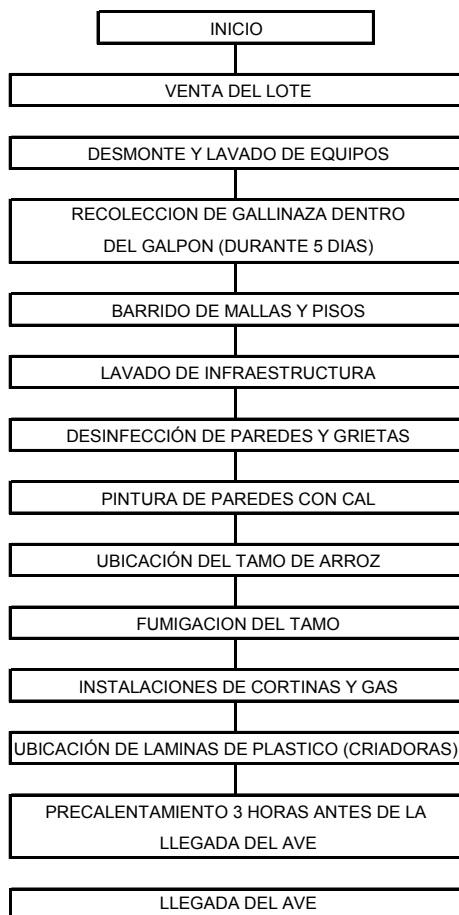 INICIO
VENTA DEL LOTE
DESMONTE Y LAVADO DE EQUIPOS
RECOLECCION DE GALLINAZA DENTRO
DEL GALPON (DURANTE 5 DIAS)
BARRIDO DE MALLAS Y PISOS
LAVADO DE INFRAESTRUCTURA
DESINFECCIÓN DE PAREDES Y GRIETAS
PINTURA DE PAREDES CON CAL
UBICACIÓN DEL TAMO DE ARROZ
FUMIGACION DEL TAMO
INSTALACIONES DE CORTINAS Y GAS
UBICACIÓN DE LAMINAS DE PLASTICO (CRIADORAS)
PRECALENTAMIENTO 3 HORAS ANTES DE LA
LLEGADA DEL AVE
LLEGADA DEL AVE